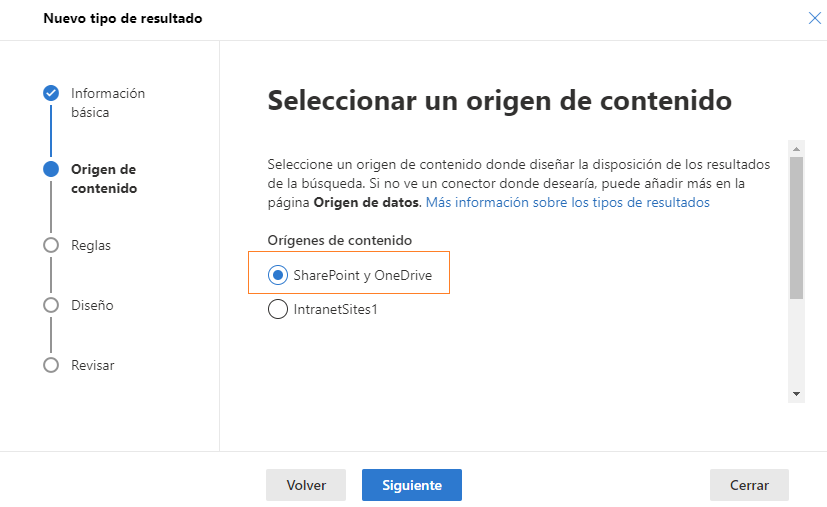 Nuevo tipo de resultado
Información
básica
Origen de
contenido
Reglas
Diseño
Revisar
Seleccionar un origen de contenido
Seleccione un origen de contenido donde diseñar la disposición de los resultados
de la búsqueda. Si no ve un conector donde desearía, puede añadir más en la
página Origen de datos. Más información sobre los tipos de resultados
Orígenes de contenido
SharePoint y OneDrive
IntranetSites1
Volver
Siguiente
Cerrar